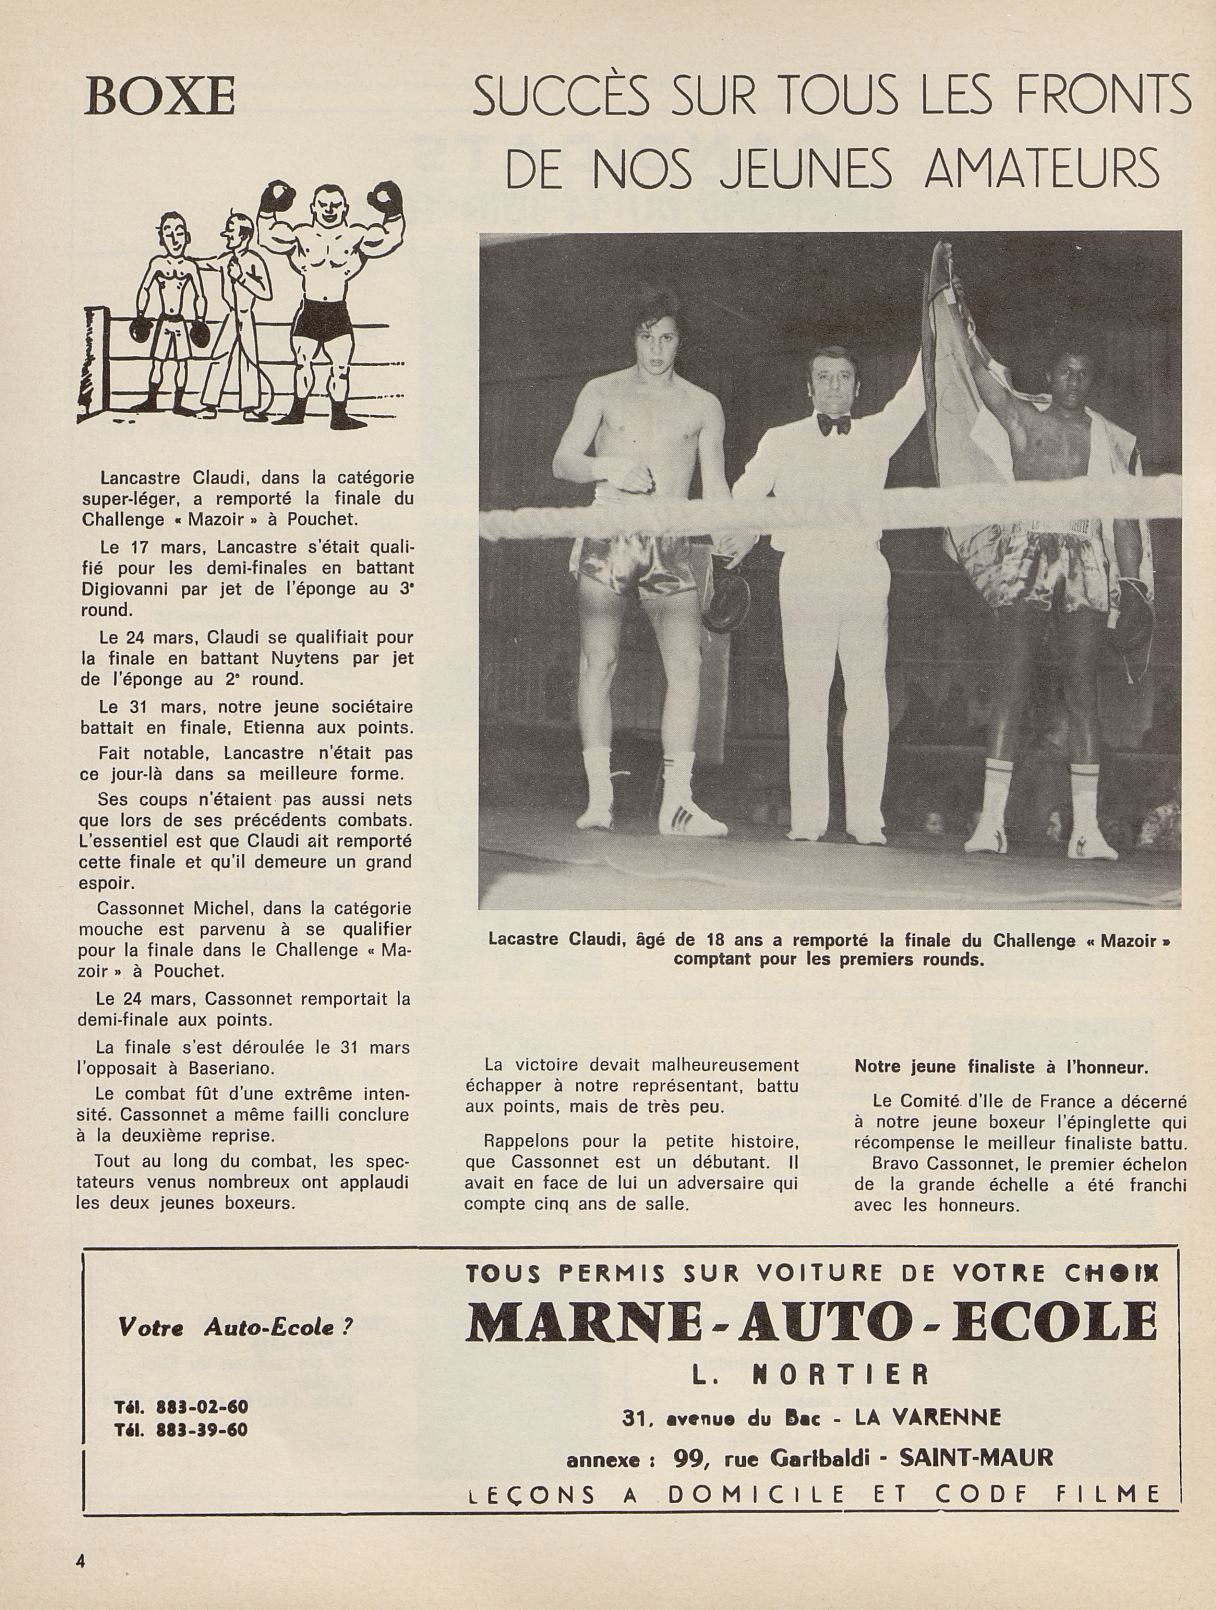 BOXE
SUCCÈS SUR TOUS LES FRONTS
DE NOS JEUNES AMATEURS
Lancastre Claudi, dans la catégorie
super-léger, a remporté la finale du
Challenge « Mazoir » à Pouchet.
Le 17 mars, Lancastre s'était quali-
fié pour les demi-finales en battant
Digiovanni par jet de l'éponge au 3e
round.
Le 24 mars, Claudi se qualifiait pour
la finale en battant Nuytens par jet
de l'éponge au 2e round.
Le 31 mars, notre jeune sociétaire
battait en finale, Etienna aux points.
Fait notable, Lancastre n'était pas
ce jour-là dans sa meilleure forme.
Ses coups n'étaient pas aussi nets
que lors de ses précédents combats.
L'essentiel est que Claudi ait remporté
cette finale et qu'il demeure un grand
espoir.
Cassonnet Michel, dans la catégorie
mouche est parvenu à se qualifier
pour la finale dans le Challenge « Ma-
zoir » à Pouchet.
Le 24 mars, Cassonnet remportait la
demi-finale aux points.
La finale s'est déroulée le 31 mars
l'opposait à Baseriano.
Le combat fût d'une extrême inten-
sité. Cassonnet a même failli conclure
à la deuxième reprise.
Tout au long du combat, les spec-
tateurs venus nombreux ont applaudi
les deux jeunes boxeurs.
Lacastre Claudi, âgé de 18 ans a remporté la finale du Challenge « Mazoir »
comptant pour les premiers rounds.
La victoire devait malheureusement
échapper à notre représentant, battu
aux points, mais de très peu.
Rappelons pour la petite histoire,
que Cassonnet est un débutant. Il
avait en face de lui un adversaire qui
compte cinq ans de salle.
Notre jeune finaliste à l'honneur.
Le Comité d'Ile de France a décerné
à notre jeune boxeur l'épinglette qui
récompense le meilleur finaliste battu.
Bravo Cassonnet, le premier échelon
de la grande échelle a été franchi
avec les honneurs.
Votre Auto-Ecole ?
Tél. 883-02-60
Tél. 883-39-60
TOUS PERMIS SUR VOITURE DE VOTRE CHOIX
MARNE-AUTO-ECOLE
L. NORTIER
31, avenue du Bac - LA VARENNE
annexe : 99, rue Garibaldi - SAINT-MAUR
LEÇONS A DOMICILE ET CODE FILME
4